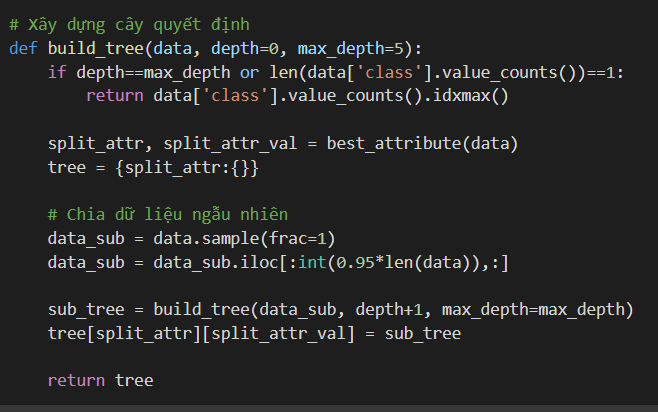 # Xây dựng cây quyết định
def build_tree(data, depth=0, max_depth=5):
    if depth==max_depth or len(data['class'].value_counts())==1:
        return data['class'].value_counts().idxmax()

    split_attr, split_attr_val = best_attribute(data)
    tree = {split_attr:{}}

    # Chia dữ liệu ngẫu nhiên
    data_sub = data.sample(frac=1)
    data_sub = data_sub.iloc[:int(0.95*len(data)),:]

    sub_tree = build_tree(data_sub, depth+1, max_depth=max_depth)
    tree[split_attr][split_attr_val] = sub_tree

    return tree